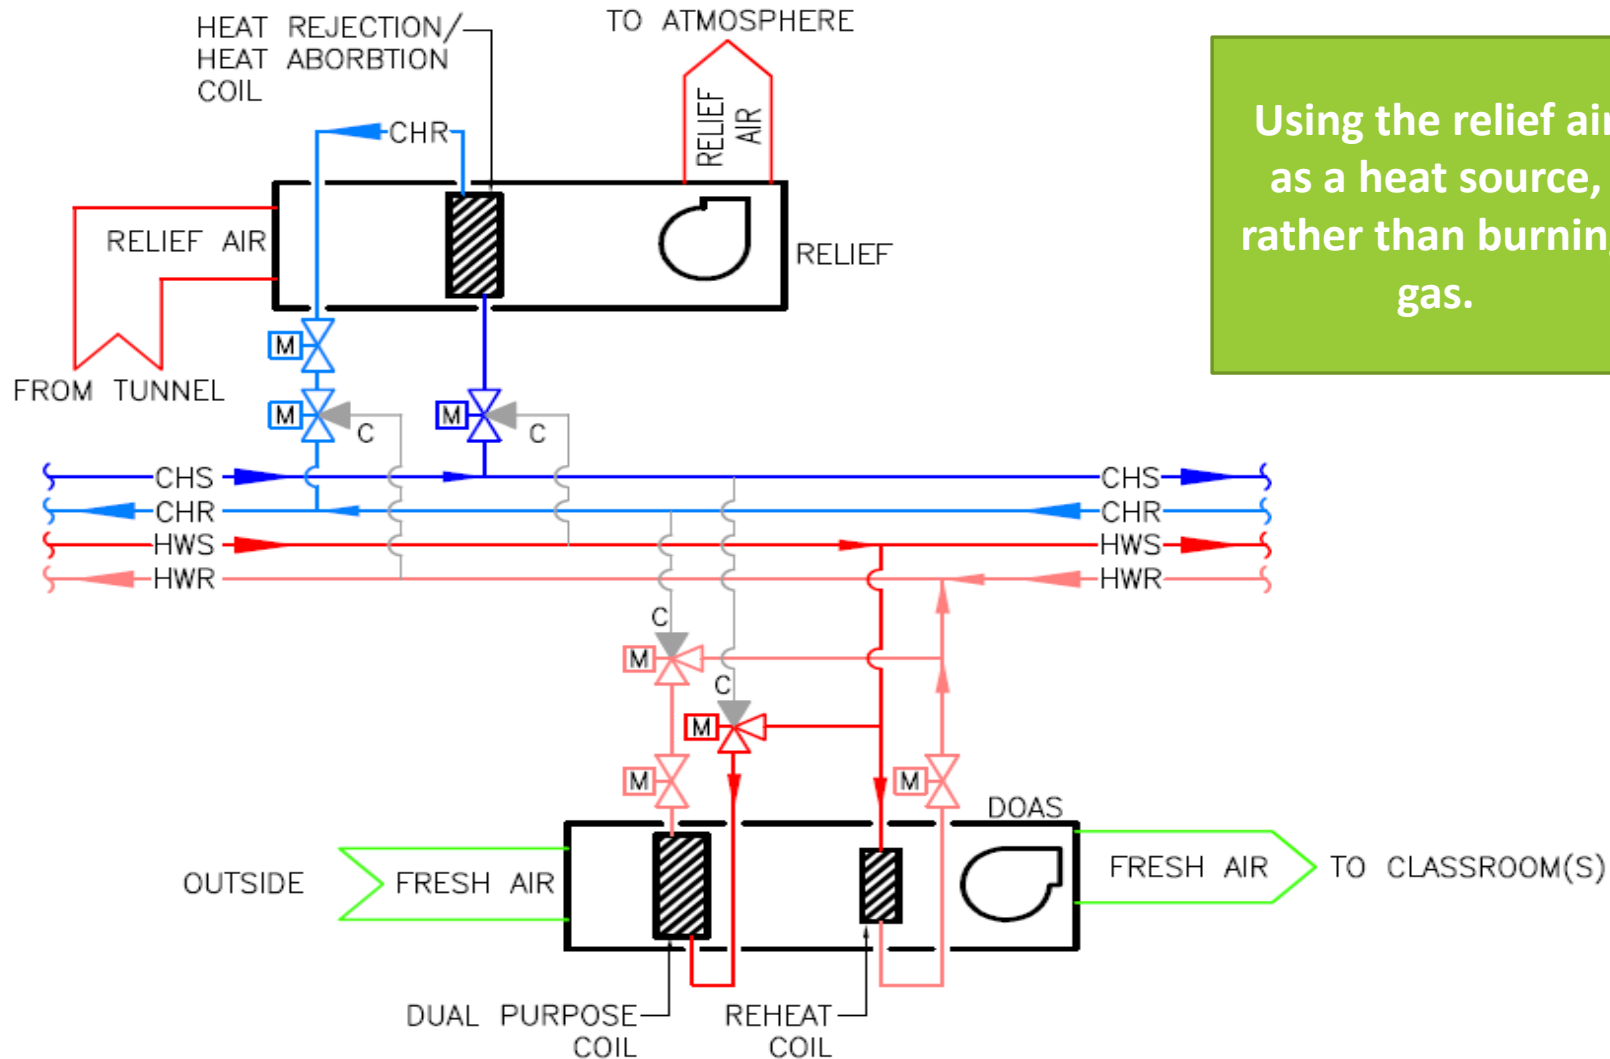 HEAT REJECTION/
HEAT ABORBTION
COIL
TO ATMOSPHERE
RELIEF
AIR
Using the relief air
as a heat source,
rather than burnin
gas.
CHR
RELIEF AIR
RELIEF
FROM TUNNEL
M
M
C
M
C
CHS
CHS
CHR
CHR
HWS
HWS
HWR
HWR
C
M
C
M
M
M
DOAS
OUTSIDE
FRESH AIR
FRESH AIR
TO CLASSROOM(S)
DUAL PURPOSE
COIL
REHEAT
COIL